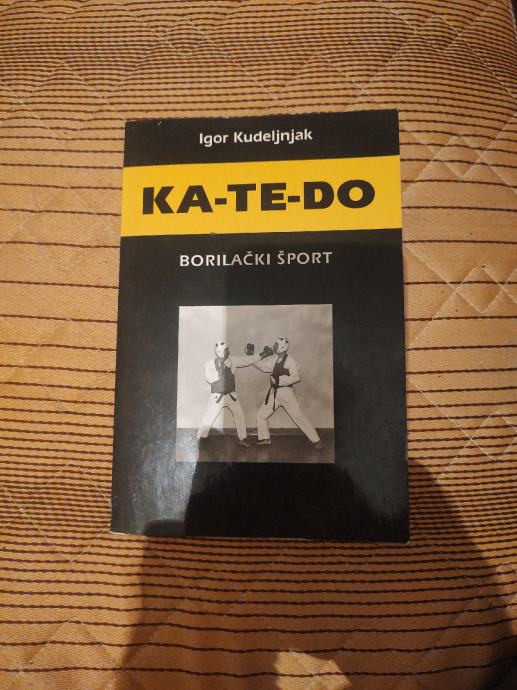 Igor Kudeljnjak
KA-TE-DO
BORILAČKI ŠPORT